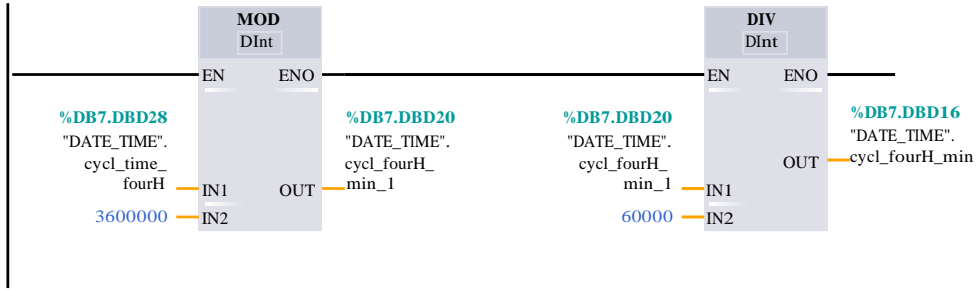 MOD
DInt
EN ENO
%DB7.DBD28
"DATE_TIME".
cycl_time_
fourH
IN1
3600000
IN2
OUT
%DB7.DBD20
"DATE_TIME".
cycl_fourH_
min_1
DIV
DInt
EN ENO
%DB7.DBD20
"DATE_TIME".
cycl_fourH_
min_1
IN1
60000
IN2
OUT
%DB7.DBD16
"DATE_TIME".
cycl_fourH_min